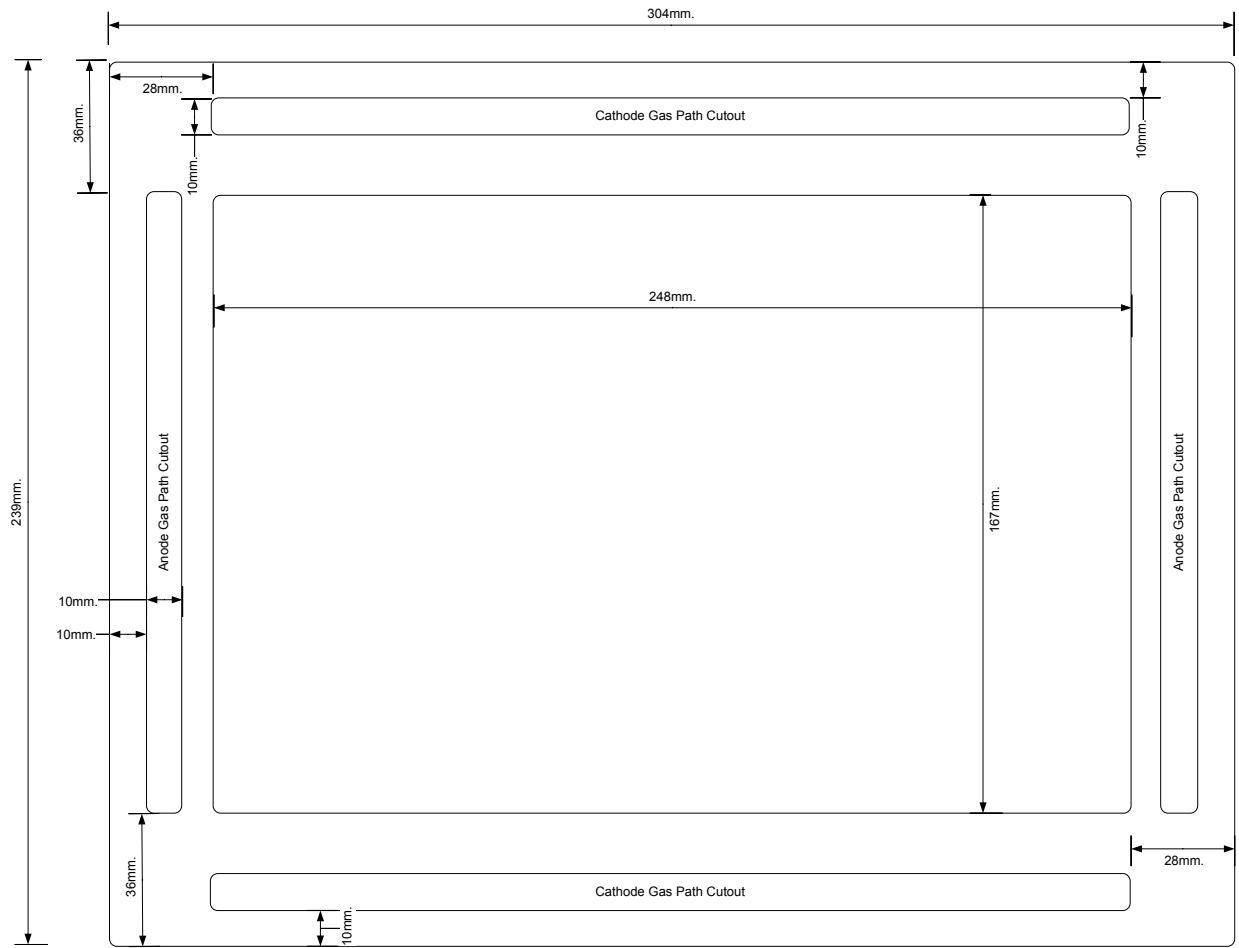 304mm.
28mm.
36mm.
10mm.
Cathode Gas Path Cutout
10mm.
248mm.
239mm.
Anode Gas Path Cutout
167mm.
Anode Gas Path Cutout
10mm.
10mm.
36mm.
28mm.
Cathode Gas Path Cutout
10mm.